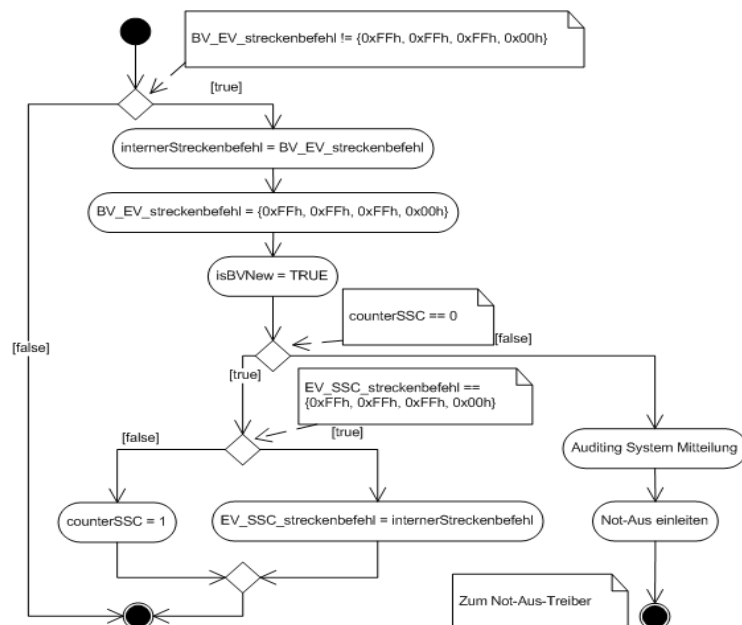 BV_EV_streckenbefehl != {0xFFh, 0xFFh, 0xFFh, 0x00h}
[true]
internerStreckenbefehl = BV_EV_streckenbefehl
BV_EV_streckenbefehl = {0xFFh, 0xFFh, 0xFFh, 0x00h}
isBVNew = TRUE
counterSSC == 0
[false]
[false]
[true]
EV_SSC_streckenbefehl ==
{0xFFh, 0xFFh, 0xFFh, 0x00h}
[false]
[true]
Auditing System Mitteilung
counterSSC = 1
EV_SSC_streckenbefehl = internerStreckenbefehl
Not-Aus einleiten
Zum Not-Aus-Treiber